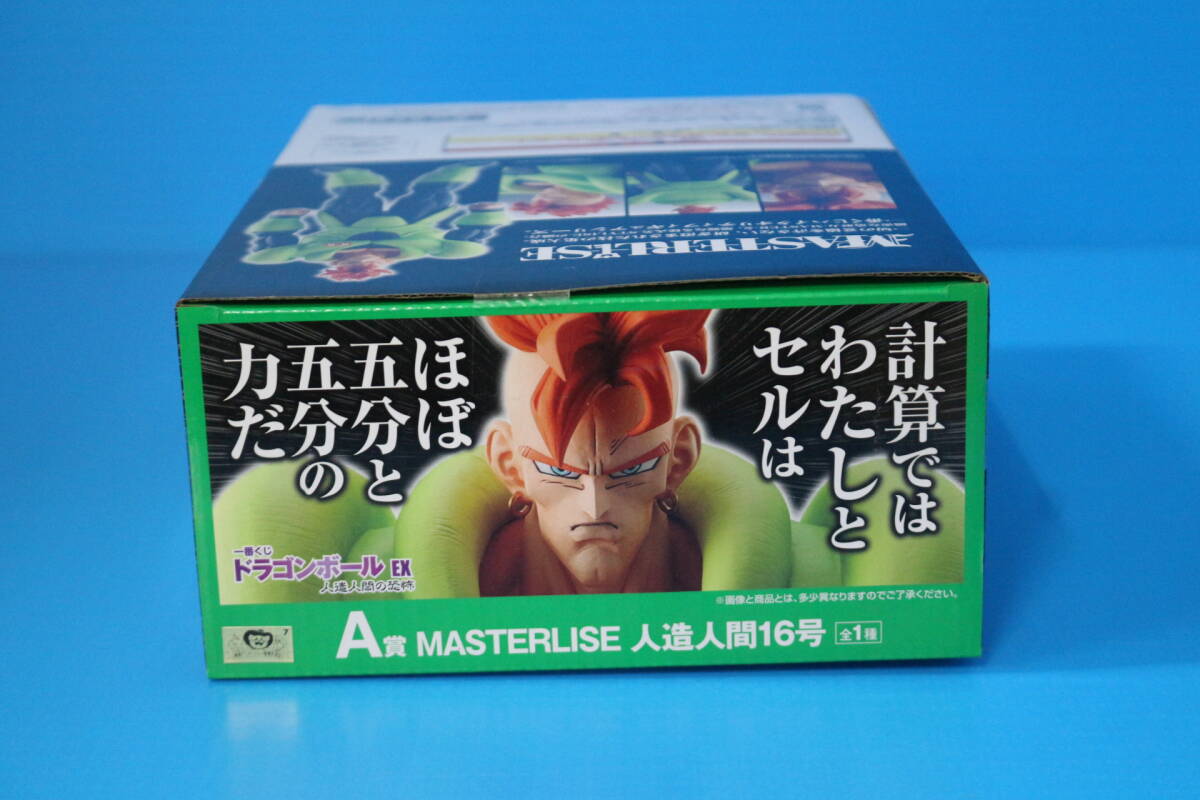 計算では
わたしと
セルは
ほぼ
五分と
五分の
力だ
一番くじ
ドラゴンボール EX
人造人間の恐怖
※画像と商品とは、多少異なりますのでご了承ください。
A賞 MASTERLISE 人造人間16号 全1種
MASTERLISE